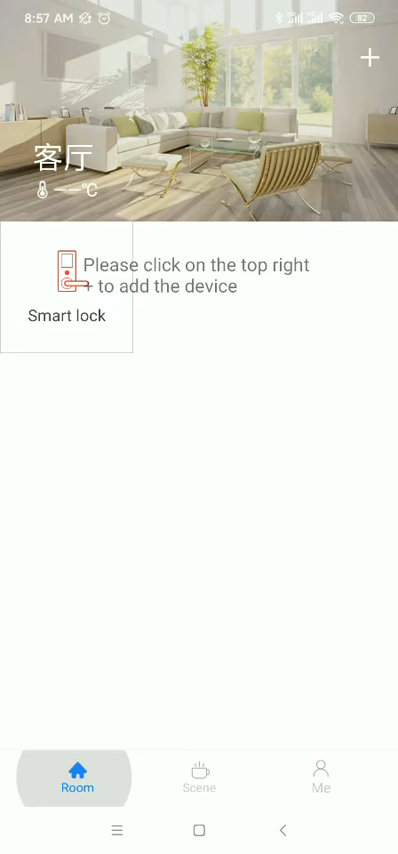 8:57 AM
82
+
客厅
——℃
Please click on the top right
+ to add the device
Smart lock
Room
Scene
Me